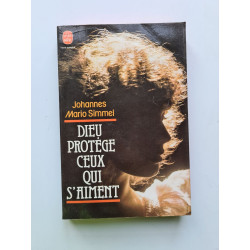 Johannes
Mario Simmel
DIEU
PROTÈGE
CEUX
QUI
S'AIMENT